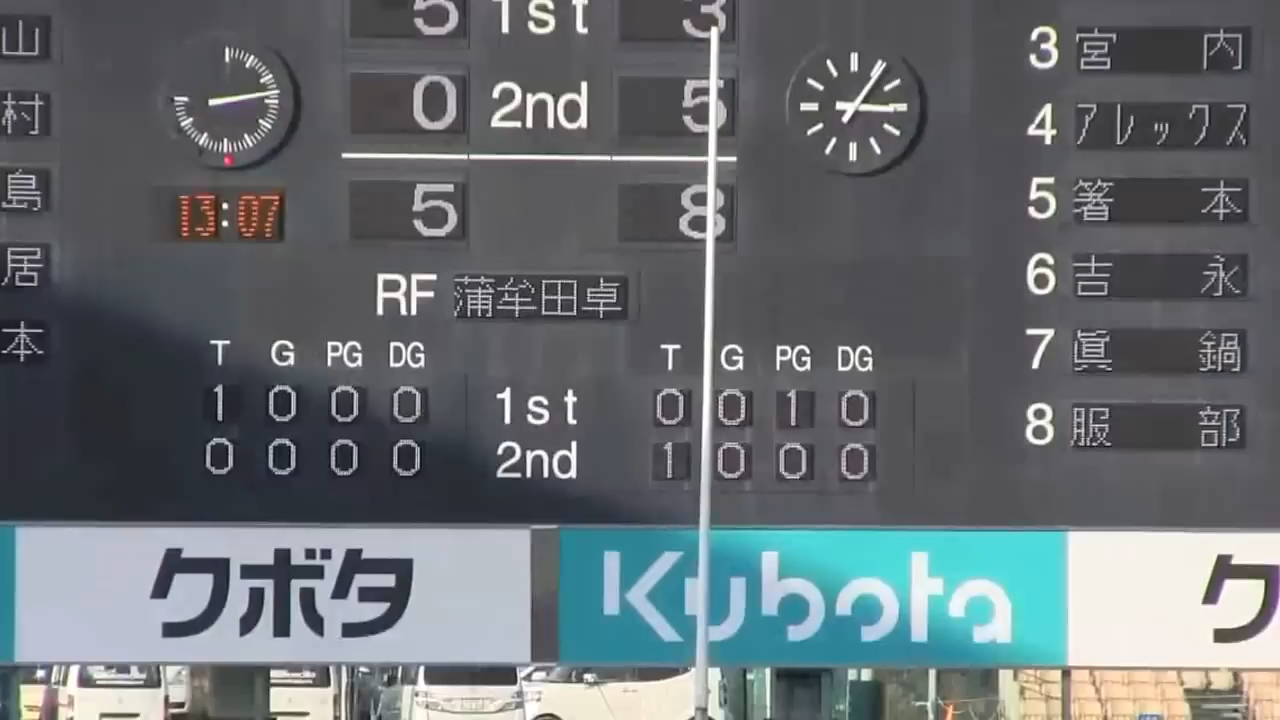 山
村
島
居
本
5 1st 3
0 2nd 5
5 8
13:07
RF 蒲牟田卓
T G PG DG
1 0 0 0
0 0 0 0
1st
2nd
T G PG DG
0 0 1 0
1 0 0 0
3 宮内
4 アレックス
5 箸本
6 吉永
7 眞鍋
8 服部
クボタ
Kubota
ク